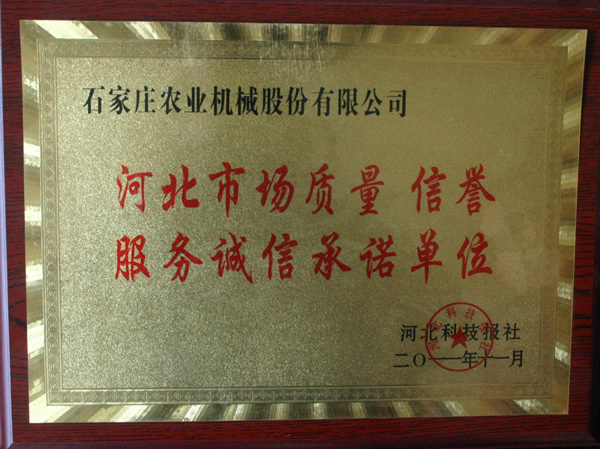 石家庄农业机械股份有限公司
河北市场质量 信誉
服务诚信承诺单位
河北科技报社
二〇一一年十一月